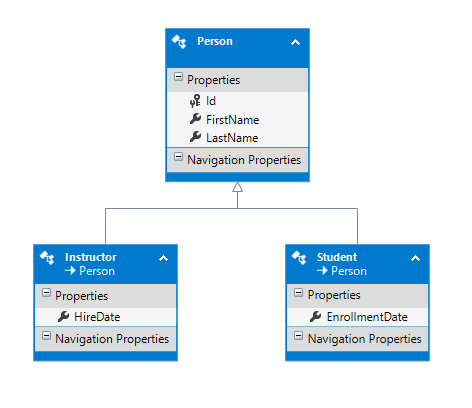 Person
Properties
Id
FirstName
LastName
Navigation Properties
Instructor
→ Person
Properties
HireDate
Navigation Properties
Student
→ Person
Properties
EnrollmentDate
Navigation Properties